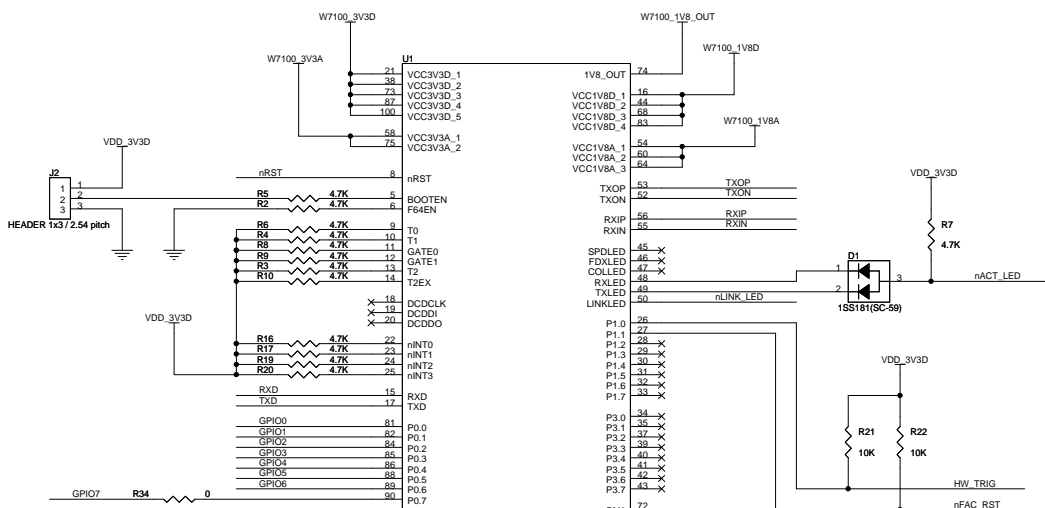 W7100_3V3D
W7100_1V8_OUT
W7100_3V3A
W7100_1V8D
U1
21 VCC3V3D_1
38 VCC3V3D_2
73 VCC3V3D_3
87 VCC3V3D_4
100 VCC3V3D_5
1V8_OUT 74
VCC1V8D_1 16
VCC1V8D_2 44
VCC1V8D_3 68
VCC1V8D_4 83
W7100_1V8A
58 VCC3V3A_1
75 VCC3V3A_2
VCC1V8A_1 54
VCC1V8A_2 60
VCC1V8A_3 64
VDD_3V3D
J2
1 1
2 2
3 3
HEADER 1x3 / 2.54 pitch
nRST 8 nRST
R5 4.7K 5 BOOTEN
R2 4.7K 6 F64EN
R6 4.7K 9 T0
R4 4.7K 10 T1
R8 4.7K 11 GATE0
R9 4.7K 12 GATE1
R3 4.7K 13 T2
R10 4.7K 14 T2EX
18 DCDCLK
19 DCDDI
20 DCDDO
VDD_3V3D
R16 4.7K 22 nINT0
R17 4.7K 23 nINT1
R19 4.7K 24 nINT2
R20 4.7K 25 nINT3
RXD 15 RXD
TXD 17 TXD
GPIO0 81 P0.0
GPIO1 82 P0.1
GPIO2 84 P0.2
GPIO3 85 P0.3
GPIO4 86 P0.4
GPIO5 88 P0.5
GPIO6 89 P0.6
GPIO7 R34 0 90 P0.7
TXOP 53 TXOP
TXON 52 TXON
RXIP 56 RXIP
RXIN 55 RXIN
SPDLED 45
FDXLED 46
COLLED 47
RXLED 48
TXLED 49
LINKLED 50 nLINK_LED
VDD_3V3D
R7
4.7K
D1
1
2
3
nACT_LED
1SS181(SC-59)
P1.0 26
P1.1 27
P1.2 28
P1.3 29
P1.4 30
P1.5 31
P1.6 32
P1.7 33
P3.0 34
P3.1 35
P3.2 37
P3.3 39
P3.4 40
P3.5 41
P3.6 42
P3.7 43
72
VDD_3V3D
R21 R22
10K 10K
HW_TRIG
nFAC_RST